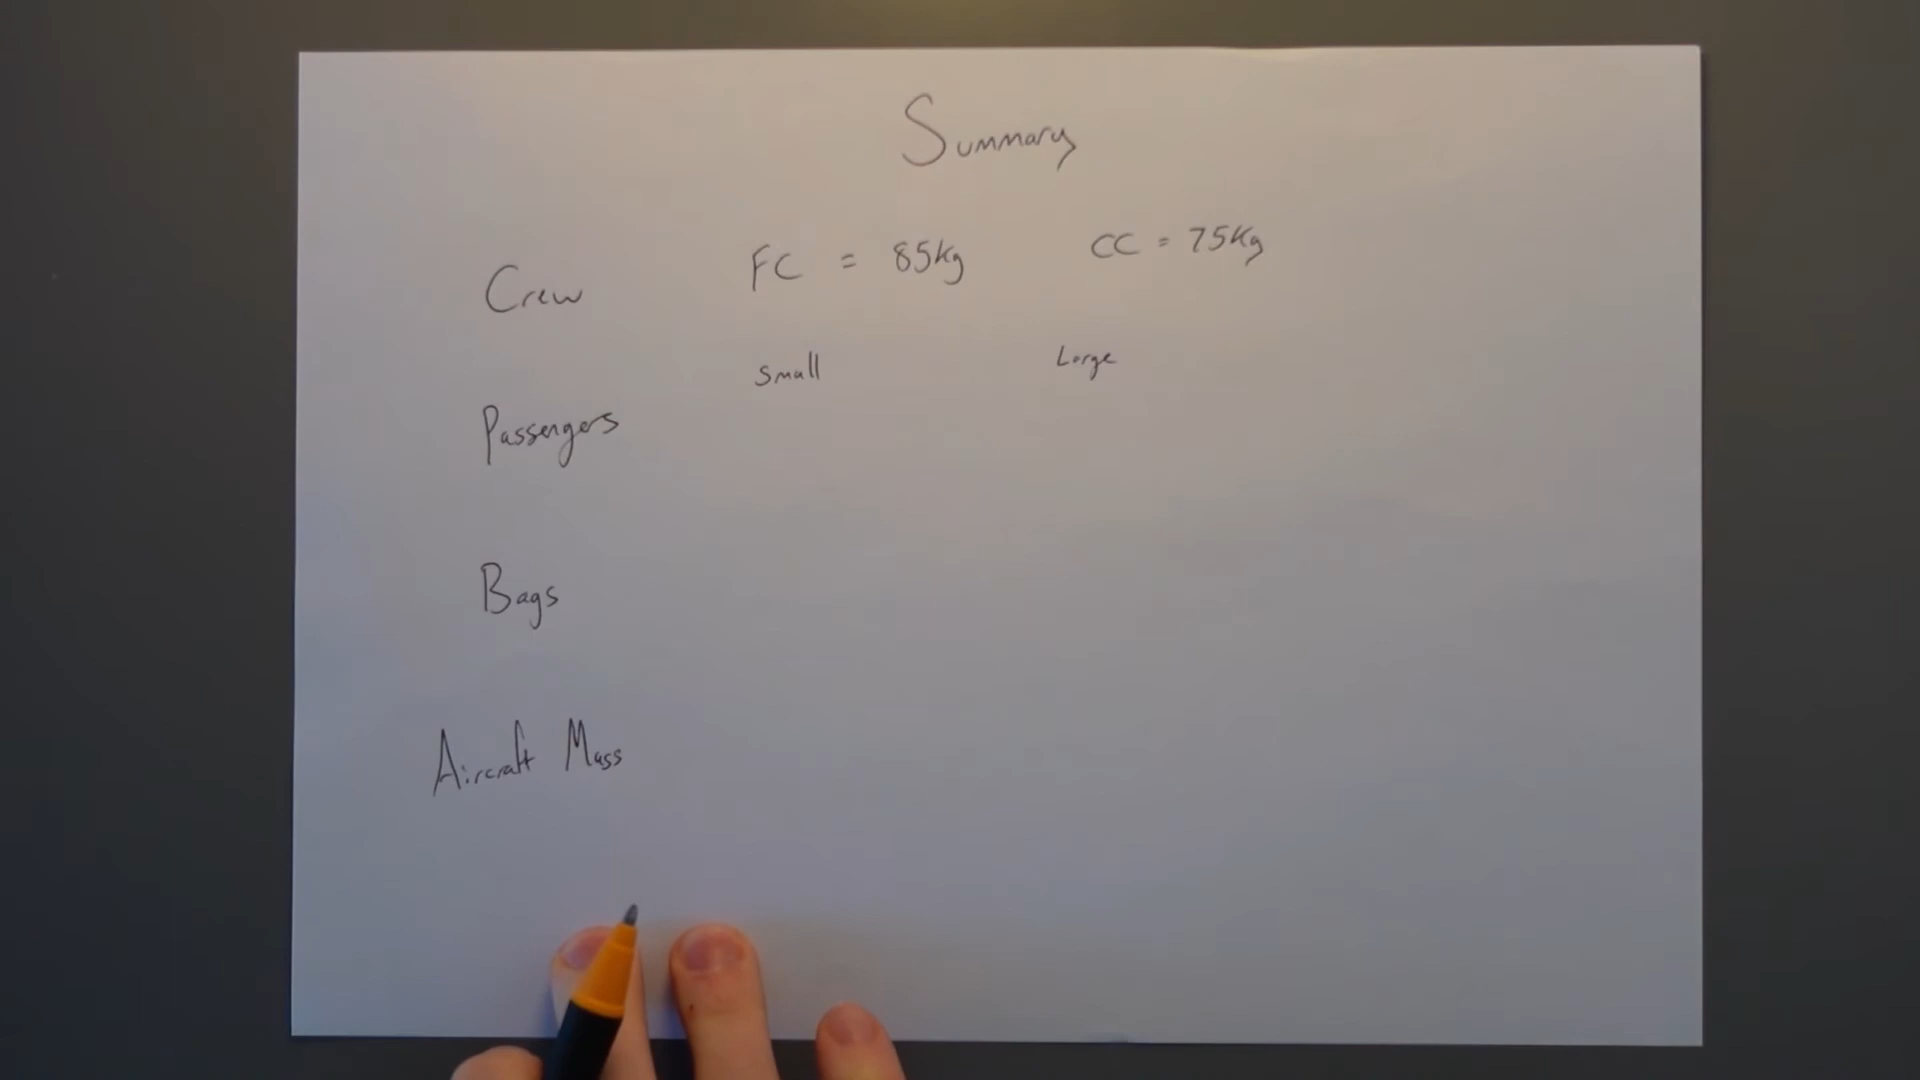 Summary
Crew FC = 85kg CC = 75kg
Small Large
Passengers
Bags
Aircraft Mass